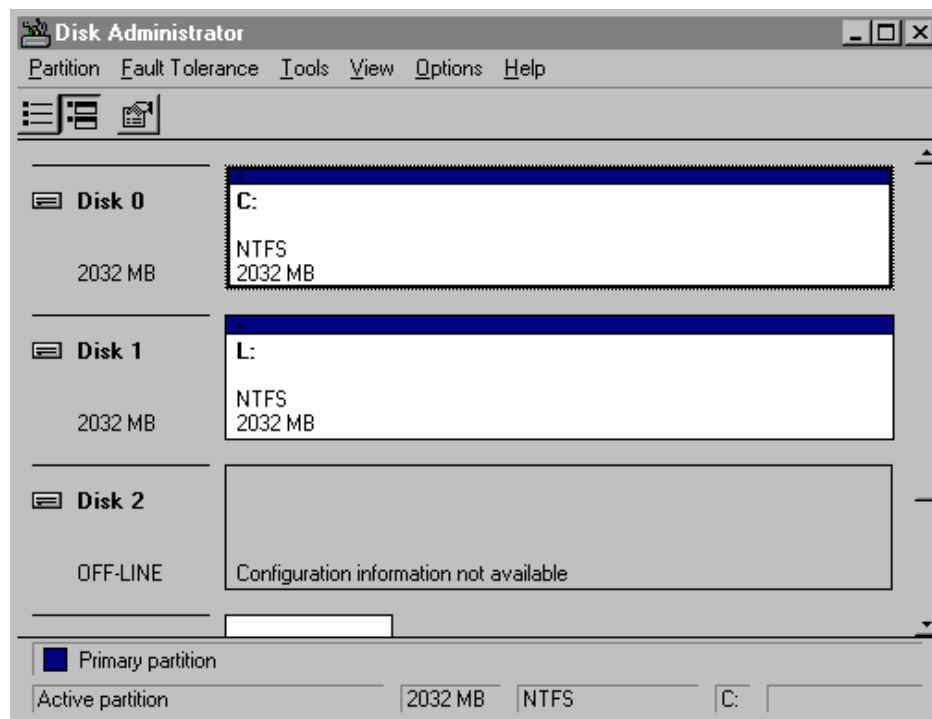 Disk Administrator
Partition Fault Tolerance Tools View Options Help
Disk 0
2032 MB
C:
NTFS
2032 MB
Disk 1
2032 MB
L:
NTFS
2032 MB
Disk 2
OFF-LINE
Configuration information not available
Primary partition
Active partition 2032 MB NTFS C: